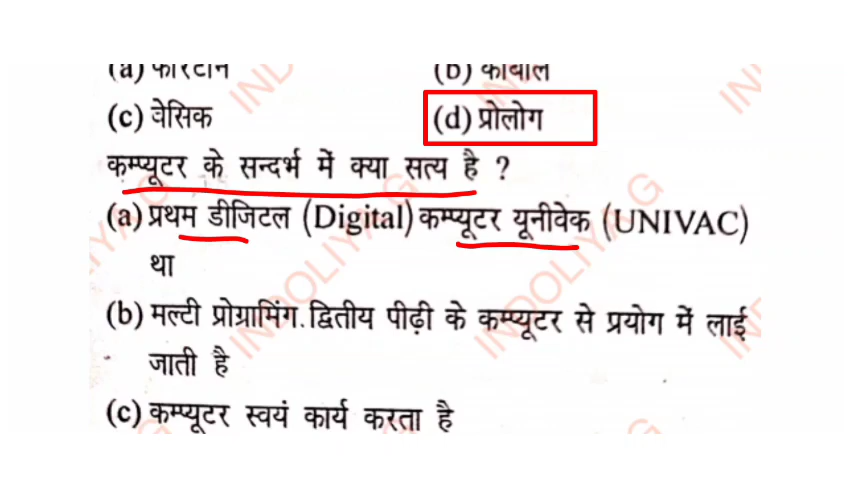 (a) फोरट्रान (b) कोबोल
(c) वेसिक (d) प्रोलोग
कम्प्यूटर के सन्दर्भ में क्या सत्य है ?
(a) प्रथम डीजिटल (Digital) कम्प्यूटर यूनीवेक (UNIVAC)
था
(b) मल्टी प्रोग्रामिंग. द्वितीय पीढ़ी के कम्प्यूटर से प्रयोग में लाई
जाती है
(c) कम्प्यूटर स्वयं कार्य करता है